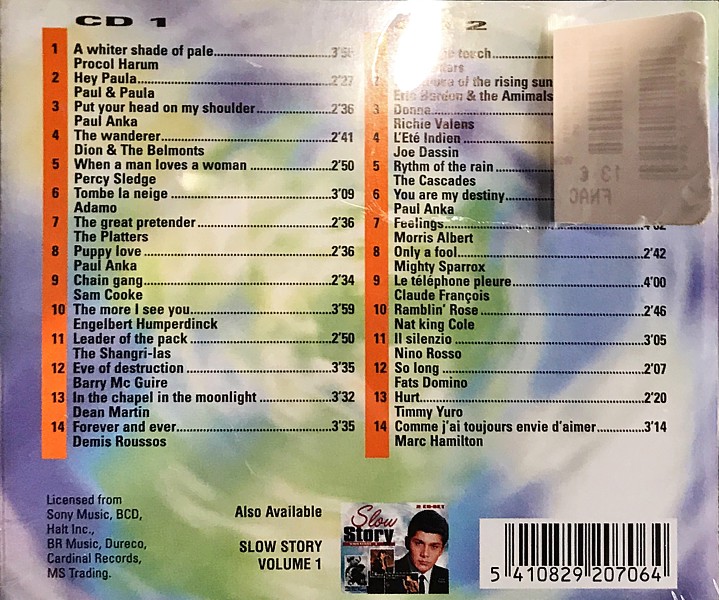 CD 1
1 A whiter shade of pale
Procol Harum
2 Hey Paula 2'27
Paul & Paula
3 Put your head on my shoulder 2'36
Paul Anka
4 The wanderer 2'41
Dion & The Belmonts
5 When a man loves a woman 2'50
Percy Sledge
6 Tombe la neige 3'09
Adamo
7 The great pretender 2'36
The Platters
8 Puppy love 2'36
Paul Anka
9 Chain gang 2'34
Sam Cooke
10 The more I see you 3'59
Engelbert Humperdinck
11 Leader of the pack 2'50
The Shangri-las
12 Eve of destruction 3'35
Barry Mc Guire
13 In the chapel in the moonlight 3'32
Dean Martin
14 Forever and ever 3'35
Demis Roussos
2
torch
of the rising sun
Eric Burdon & the Amimals
3 Donna
Richie Valens
4 L'Eté Indien
Joe Dassin
5 Rythm of the rain
The Cascades
6 You are my destiny
Paul Anka
7 Feelings
Morris Albert
8 Only a fool 2'42
Mighty Sparrox
9 Le téléphone pleure 4'00
Claude François
10 Ramblin' Rose 2'46
Nat king Cole
11 Il silenzio 3'05
Nino Rosso
12 So long 2'07
Fats Domino
13 Hurt 2'20
Timmy Yuro
14 Comme j'ai toujours envie d'aimer 3'14
Marc Hamilton
13 €
FNAC
Licensed from
Sony Music, BCD,
Halt Inc.,
BR Music, Dureco,
Cardinal Records,
MS Trading.
Also Available
SLOW STORY
VOLUME 1
2 CD-SET
Slow
Story
5 410829 207064